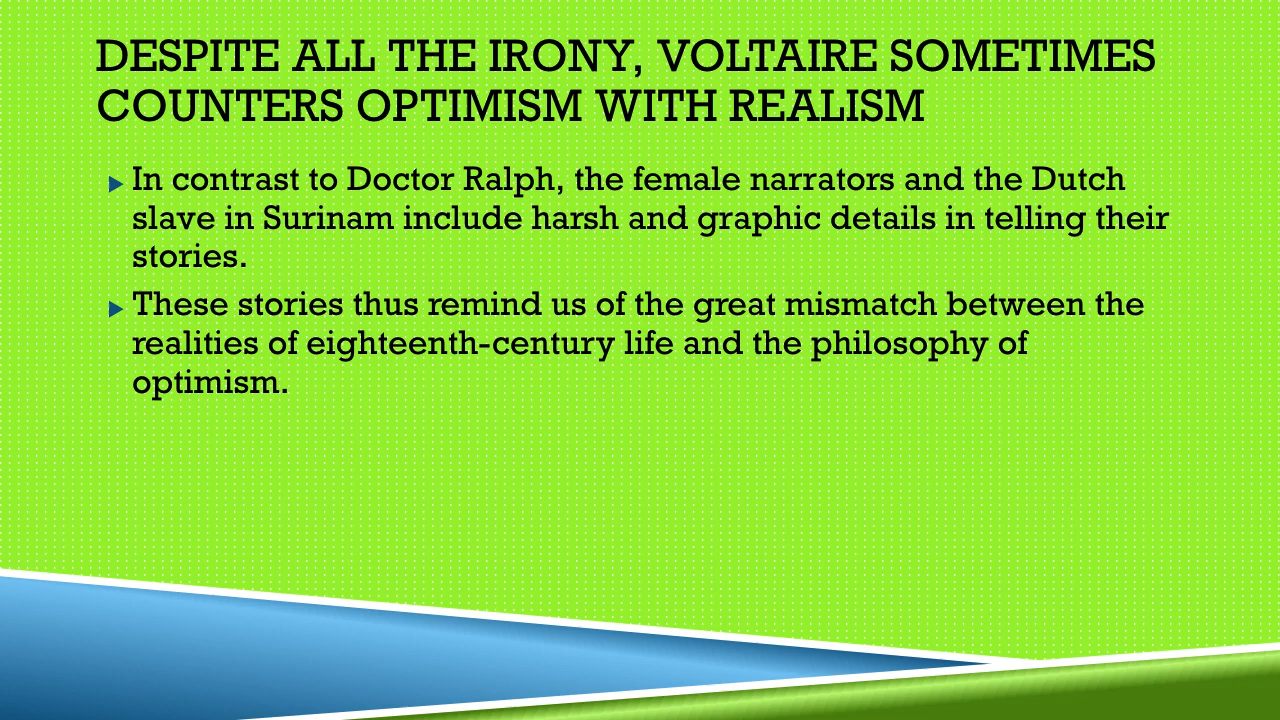 DESPITE ALL THE IRONY, VOLTAIRE SOMETIMES
COUNTERS OPTIMISM WITH REALISM
In contrast to Doctor Ralph, the female narrators and the Dutch
slave in Surinam include harsh and graphic details in telling their
stories.
These stories thus remind us of the great mismatch between the
realities of eighteenth-century life and the philosophy of
optimism.